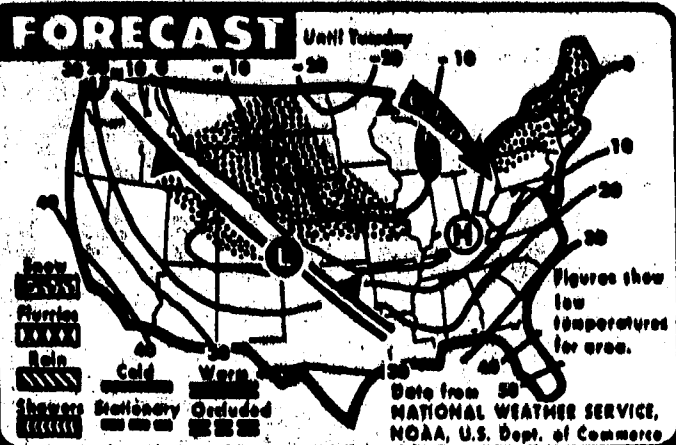 FORECAST
Until Tuesday
30 20 10 0 -10 -20 -20 -10 0
10
20
30
40
L
H
Snow
Flurries
Rain
Showers
Cold
Warm
Stationary
Occluded
40 30 30 40 50
Figures show
low
temperatures
for area.
Data from
NATIONAL WEATHER SERVICE,
NOAA, U.S. Dept. of Commerce